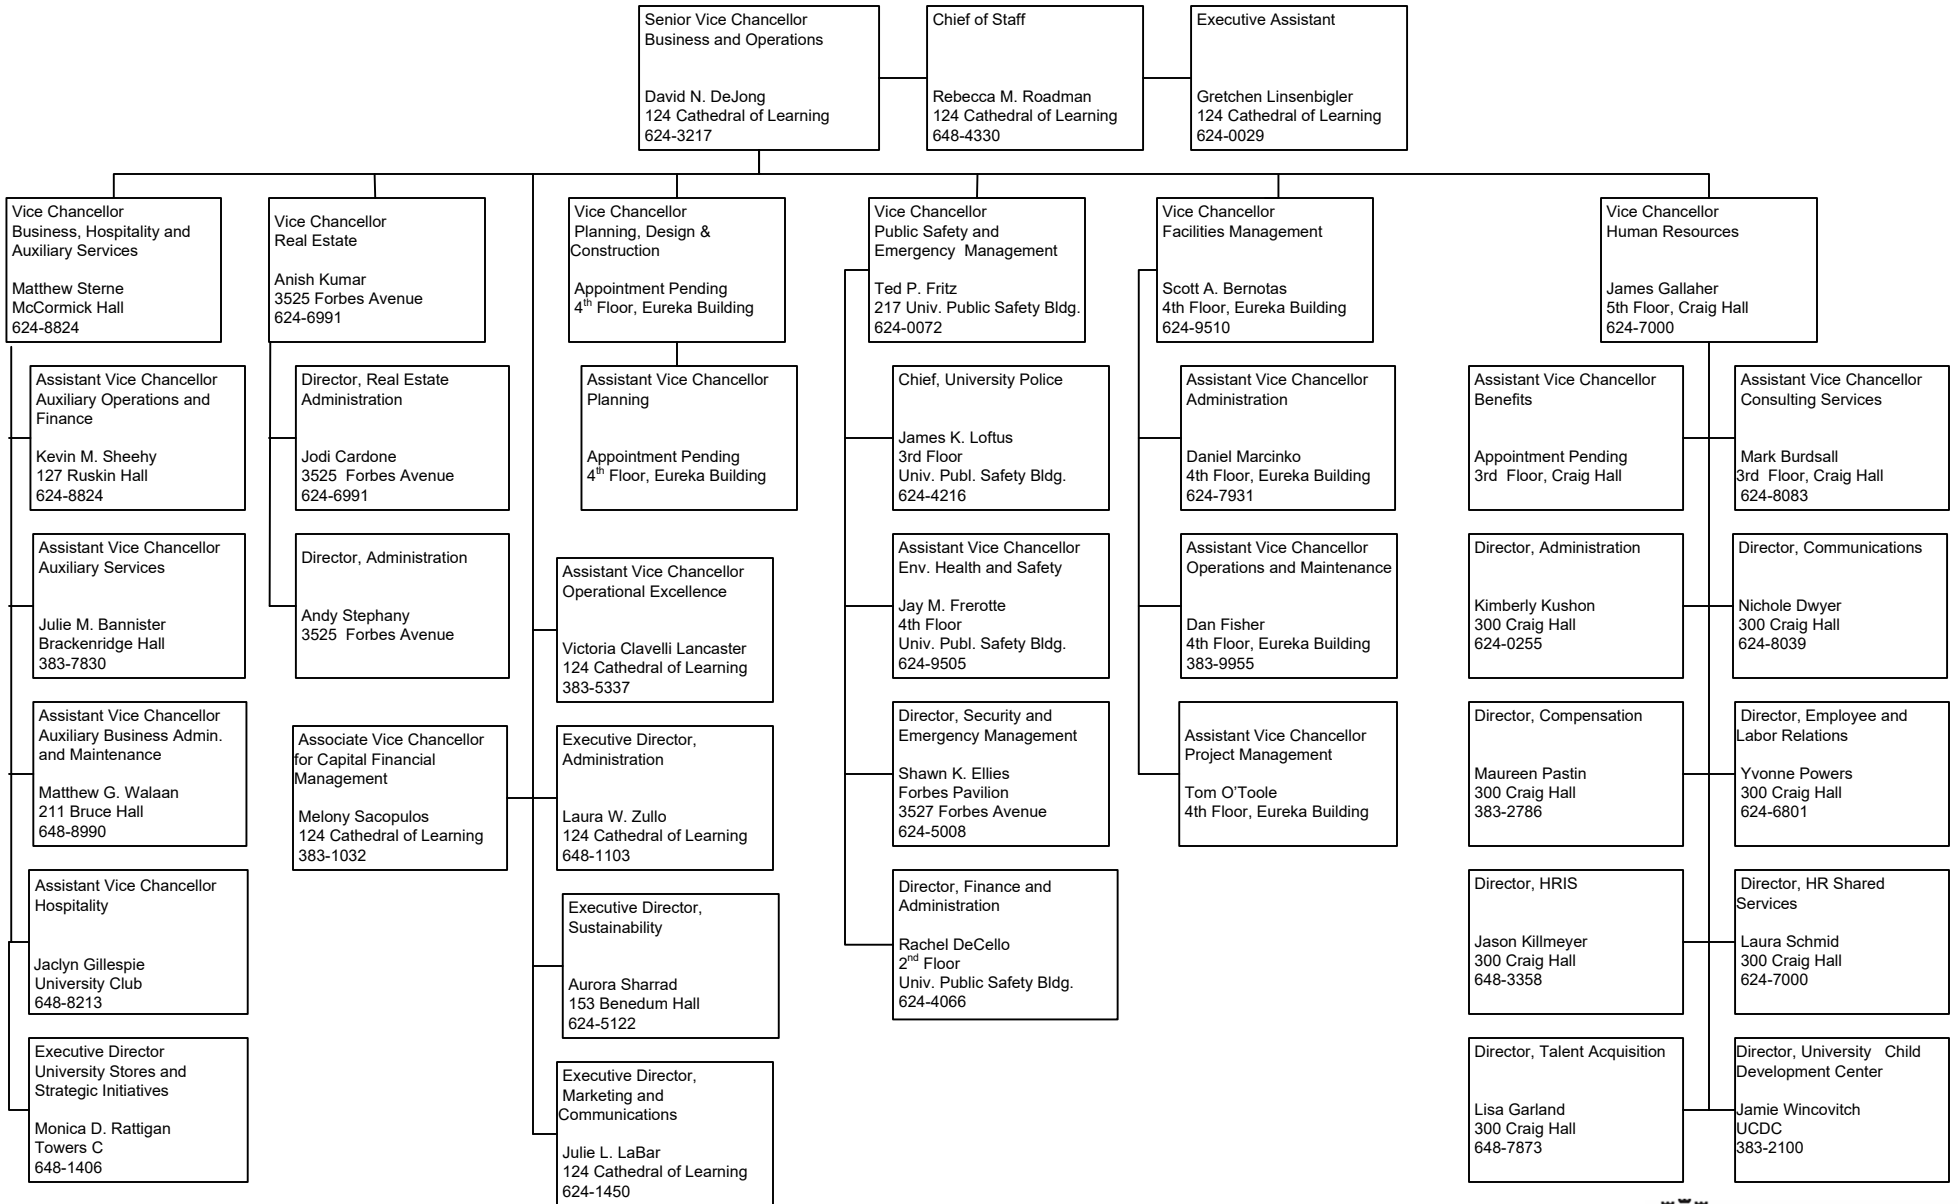 Senior Vice Chancellor
Business and Operations
David N. DeJong
124 Cathedral of Learning
624-3217
Chief of Staff
Rebecca M. Roadman
124 Cathedral of Learning
648-4330
Executive Assistant
Gretchen Linsenbigler
124 Cathedral of Learning
624-0029
Vice Chancellor
Business, Hospitality and
Auxiliary Services
Matthew Sterne
McCormick Hall
624-8824
Assistant Vice Chancellor
Auxiliary Operations and
Finance
Kevin M. Sheehy
127 Ruskin Hall
624-8824
Assistant Vice Chancellor
Auxiliary Services
Julie M. Bannister
Brackenridge Hall
383-7830
Assistant Vice Chancellor
Auxiliary Business Admin.
and Maintenance
Matthew G. Walaan
211 Bruce Hall
648-8990
Assistant Vice Chancellor
Hospitality
Jaclyn Gillespie
University Club
648-8213
Executive Director
University Stores and
Strategic Initiatives
Monica D. Rattigan
Towers C
648-1406
Vice Chancellor
Real Estate
Anish Kumar
3525 Forbes Avenue
624-6991
Director, Real Estate
Administration
Jodi Cardone
3525 Forbes Avenue
624-6991
Director, Administration
Andy Stephany
3525 Forbes Avenue
Associate Vice Chancellor
for Capital Financial
Management
Melony Sacopulos
124 Cathedral of Learning
383-1032
Vice Chancellor
Planning, Design &
Construction
Appointment Pending
4th Floor, Eureka Building
Assistant Vice Chancellor
Planning
Appointment Pending
4th Floor, Eureka Building
Assistant Vice Chancellor
Operational Excellence
Victoria Clavelli Lancaster
124 Cathedral of Learning
383-5337
Executive Director,
Administration
Laura W. Zullo
124 Cathedral of Learning
648-1103
Executive Director,
Sustainability
Aurora Sharrad
153 Benedum Hall
624-5122
Executive Director,
Marketing and
Communications
Julie L. LaBar
124 Cathedral of Learning
624-1450
Vice Chancellor
Public Safety and
Emergency Management
Ted P. Fritz
217 Univ. Public Safety Bldg.
624-0072
Chief, University Police
James K. Loftus
3rd Floor
Univ. Publ. Safety Bldg.
624-4216
Assistant Vice Chancellor
Env. Health and Safety
Jay M. Frerotte
4th Floor
Univ. Publ. Safety Bldg.
624-9505
Director, Security and
Emergency Management
Shawn K. Ellies
Forbes Pavilion
3527 Forbes Avenue
624-5008
Director, Finance and
Administration
Rachel DeCello
2nd Floor
Univ. Public Safety Bldg.
624-4066
Vice Chancellor
Facilities Management
Scott A. Bernotas
4th Floor, Eureka Building
624-9510
Assistant Vice Chancellor
Administration
Daniel Marcinko
4th Floor, Eureka Building
624-7931
Assistant Vice Chancellor
Operations and Maintenance
Dan Fisher
4th Floor, Eureka Building
383-9955
Assistant Vice Chancellor
Project Management
Tom O'Toole
4th Floor, Eureka Building
Vice Chancellor
Human Resources
James Gallaher
5th Floor, Craig Hall
624-7000
Assistant Vice Chancellor
Benefits
Appointment Pending
3rd Floor, Craig Hall
Assistant Vice Chancellor
Consulting Services
Mark Burdsall
3rd Floor, Craig Hall
624-8083
Director, Administration
Kimberly Kushon
300 Craig Hall
624-0255
Director, Communications
Nichole Dwyer
300 Craig Hall
624-8039
Director, Compensation
Maureen Pastin
300 Craig Hall
383-2786
Director, Employee and
Labor Relations
Yvonne Powers
300 Craig Hall
624-6801
Director, HRIS
Jason Killmeyer
300 Craig Hall
648-3358
Director, HR Shared
Services
Laura Schmid
300 Craig Hall
624-7000
Director, Talent Acquisition
Lisa Garland
300 Craig Hall
648-7873
Director, University Child
Development Center
Jamie Wincovitch
UCDC
383-2100